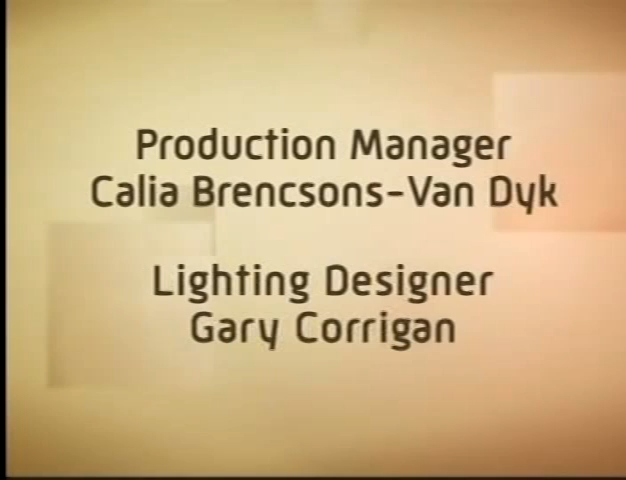 Production Manager
Calia Brencsons-Van Dyk
Lighting Designer
Gary Corrigan